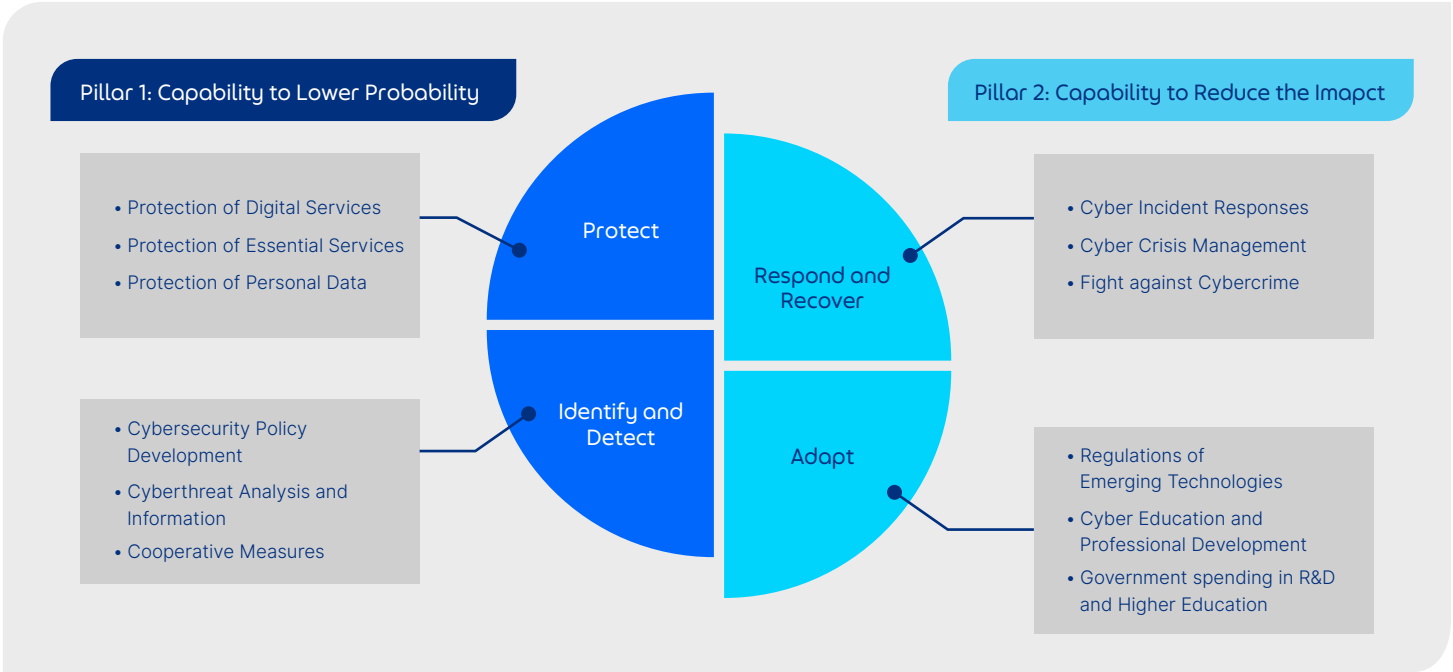 Pillar 1: Capability to Lower Probability
Pillar 2: Capability to Reduce the Imapct
• Protection of Digital Services
• Protection of Essential Services
• Protection of Personal Data
Protect
Respond and
Recover
• Cyber Incident Responses
• Cyber Crisis Management
• Fight against Cybercrime
• Cybersecurity Policy
Development
• Cyberthreat Analysis and
Information
• Cooperative Measures
Identify and
Detect
Adapt
• Regulations of
Emerging Technologies
• Cyber Education and
Professional Development
• Government spending in R&D
and Higher Education